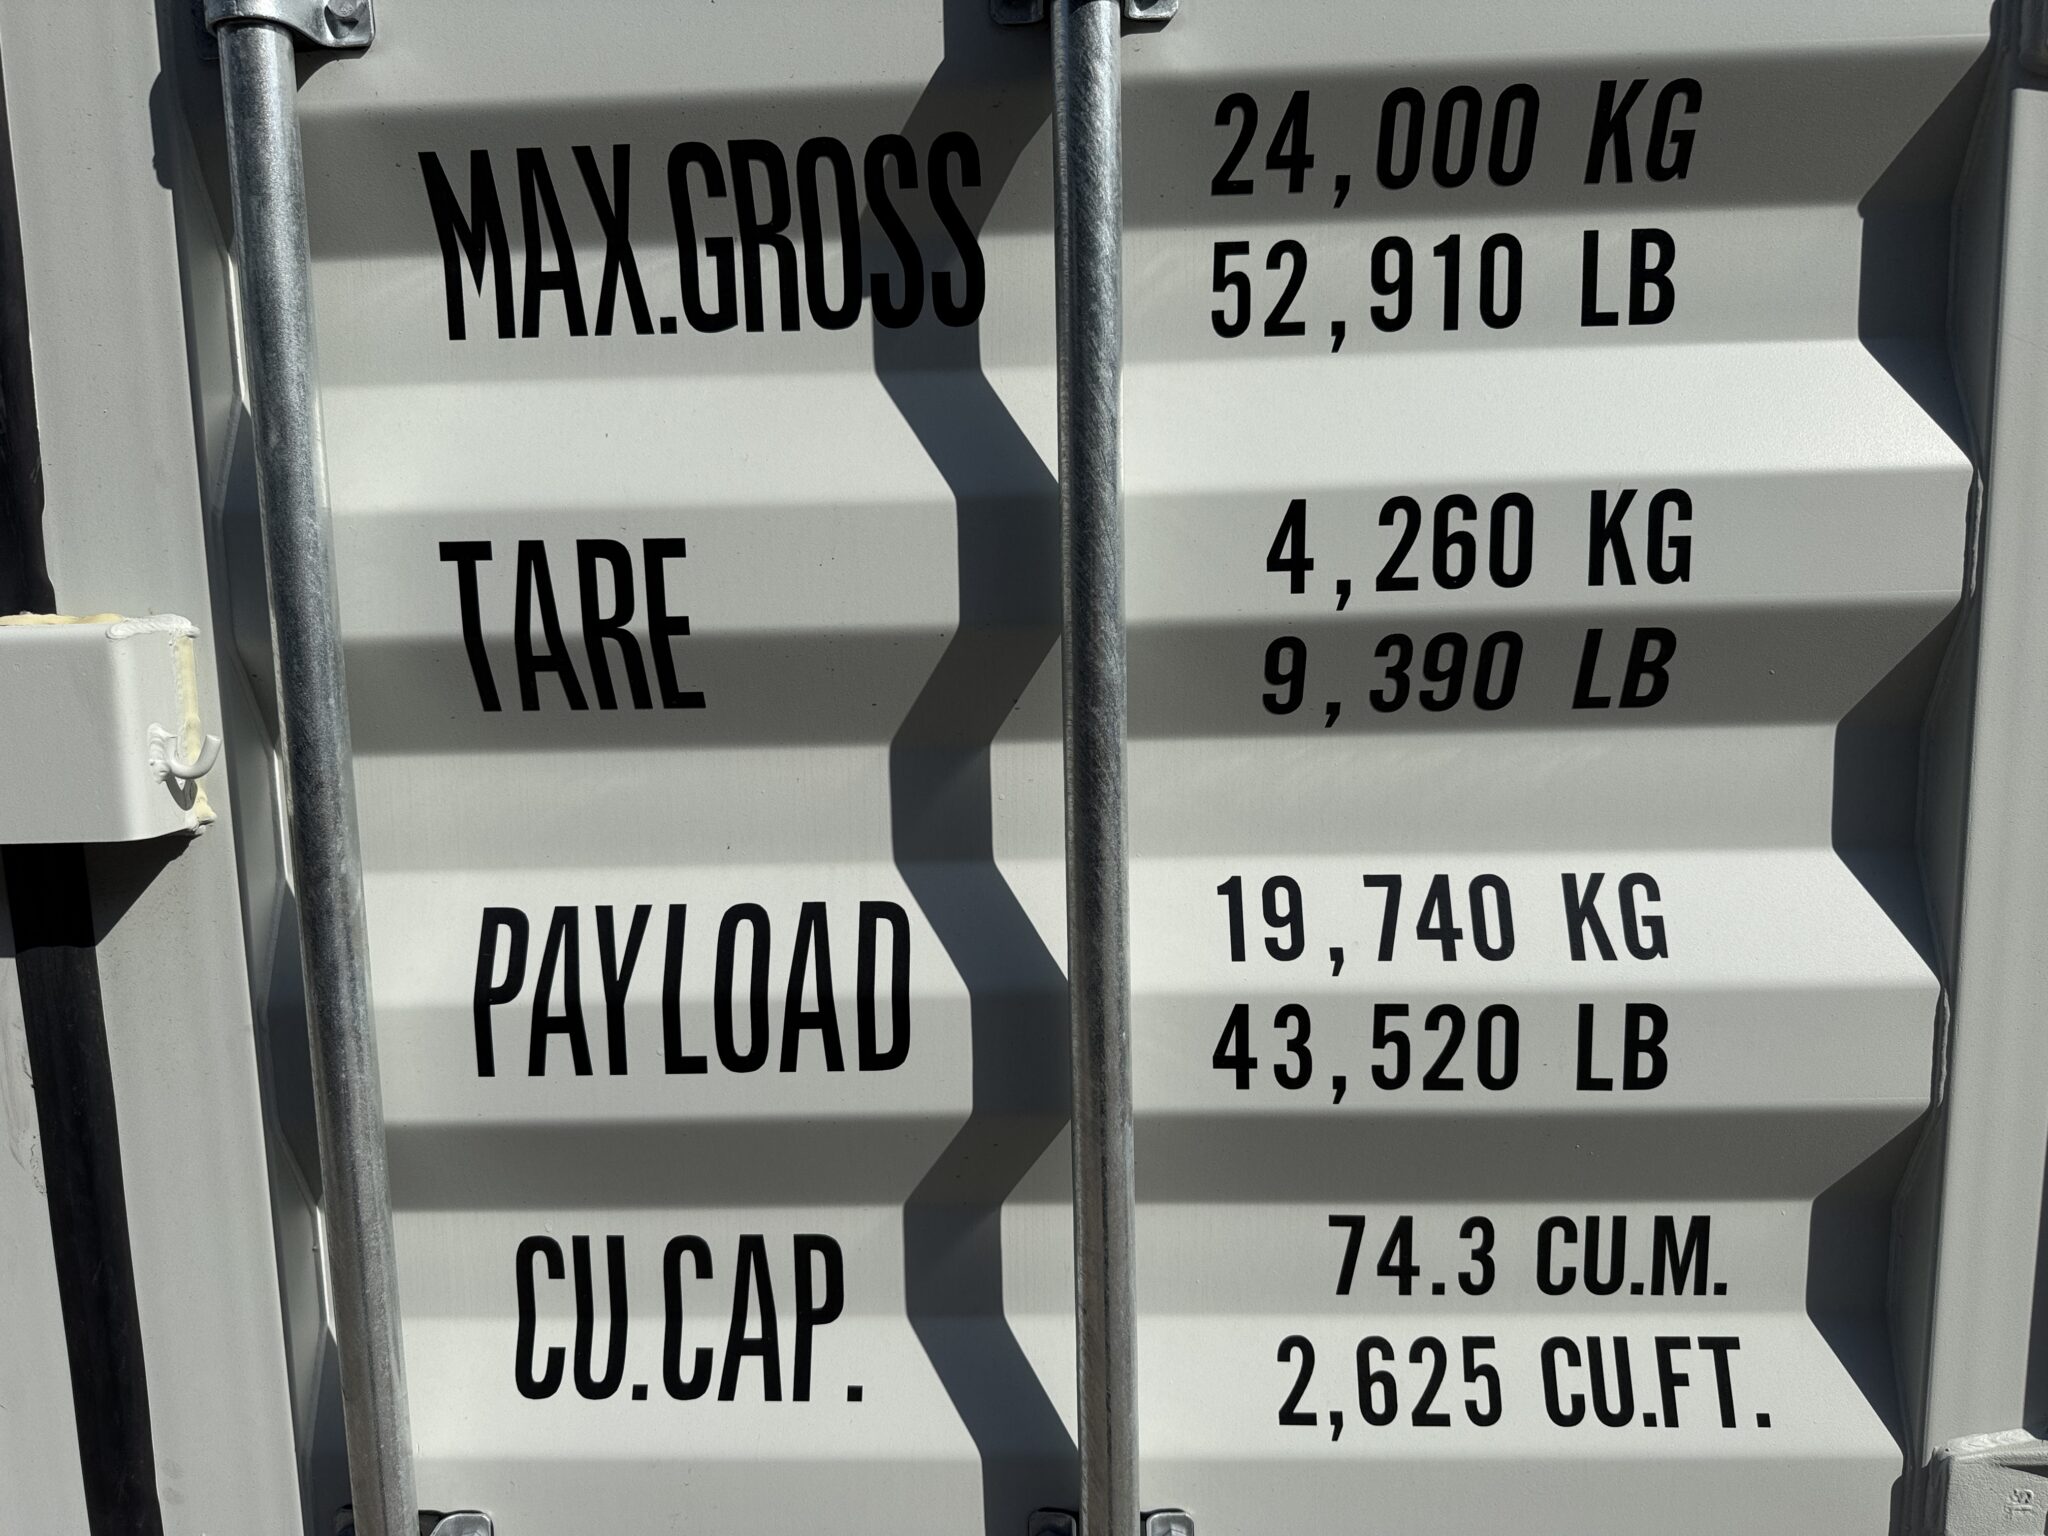 MAX.GROSS 24,000 KG
52,910 LB
TARE 4,260 KG
9,390 LB
PAYLOAD 19,740 KG
43,520 LB
CU.CAP. 74.3 CU.M.
2,625 CU.FT.